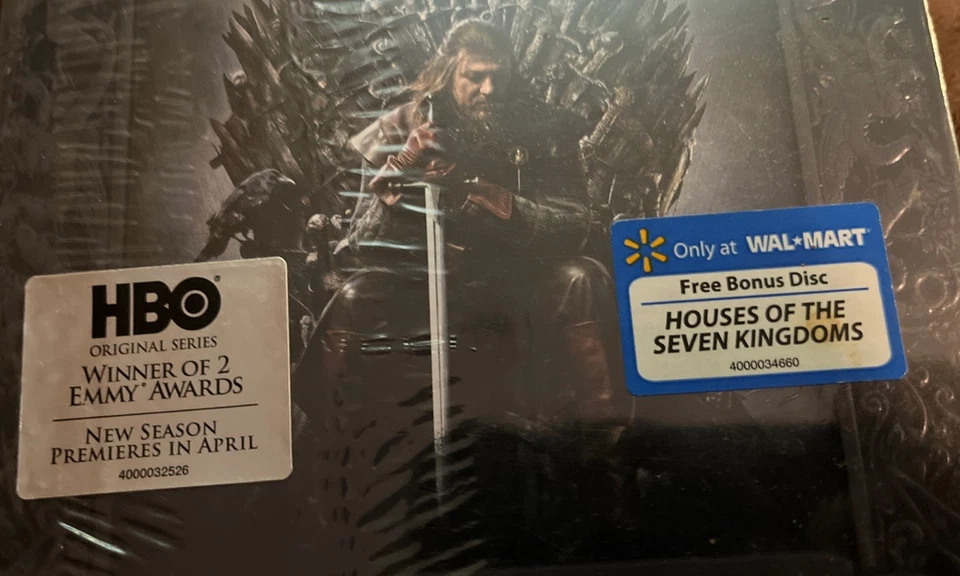 HBO®
ORIGINAL SERIES
WINNER OF 2
EMMY® AWARDS
NEW SEASON
PREMIERES IN APRIL
4000032526
Only at WAL★MART
Free Bonus Disc
HOUSES OF THE
SEVEN KINGDOMS
4000034660